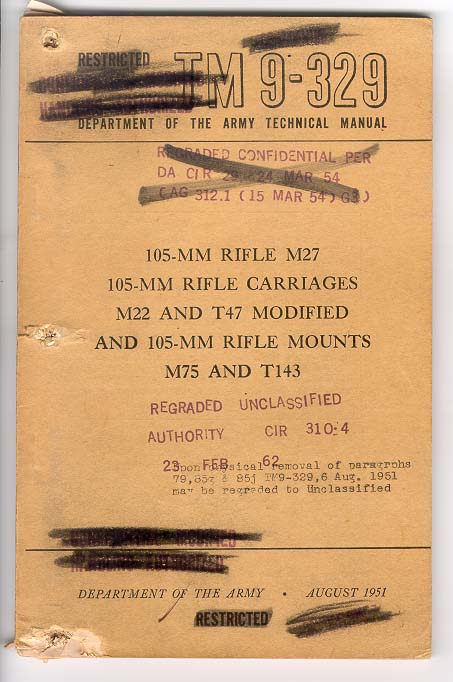 RESTRICTED
TM 9-329
DEPARTMENT OF THE ARMY TECHNICAL MANUAL
REGRADED CONFIDENTIAL PER
DA CIR 29 24 MAR 54
(AG 312.1 (15 MAR 54) G3)
105-MM RIFLE M27
105-MM RIFLE CARRIAGES
M22 AND T47 MODIFIED
AND 105-MM RIFLE MOUNTS
M75 AND T143
REGRADED UNCLASSIFIED
AUTHORITY CIR 310-4
23 FEB 62
Upon physical removal of paragrphs
79,85g & 85j TM9-329,6 Aug. 1951
may be regraded to Unclassified
DEPARTMENT OF THE ARMY • AUGUST 1951
RESTRICTED